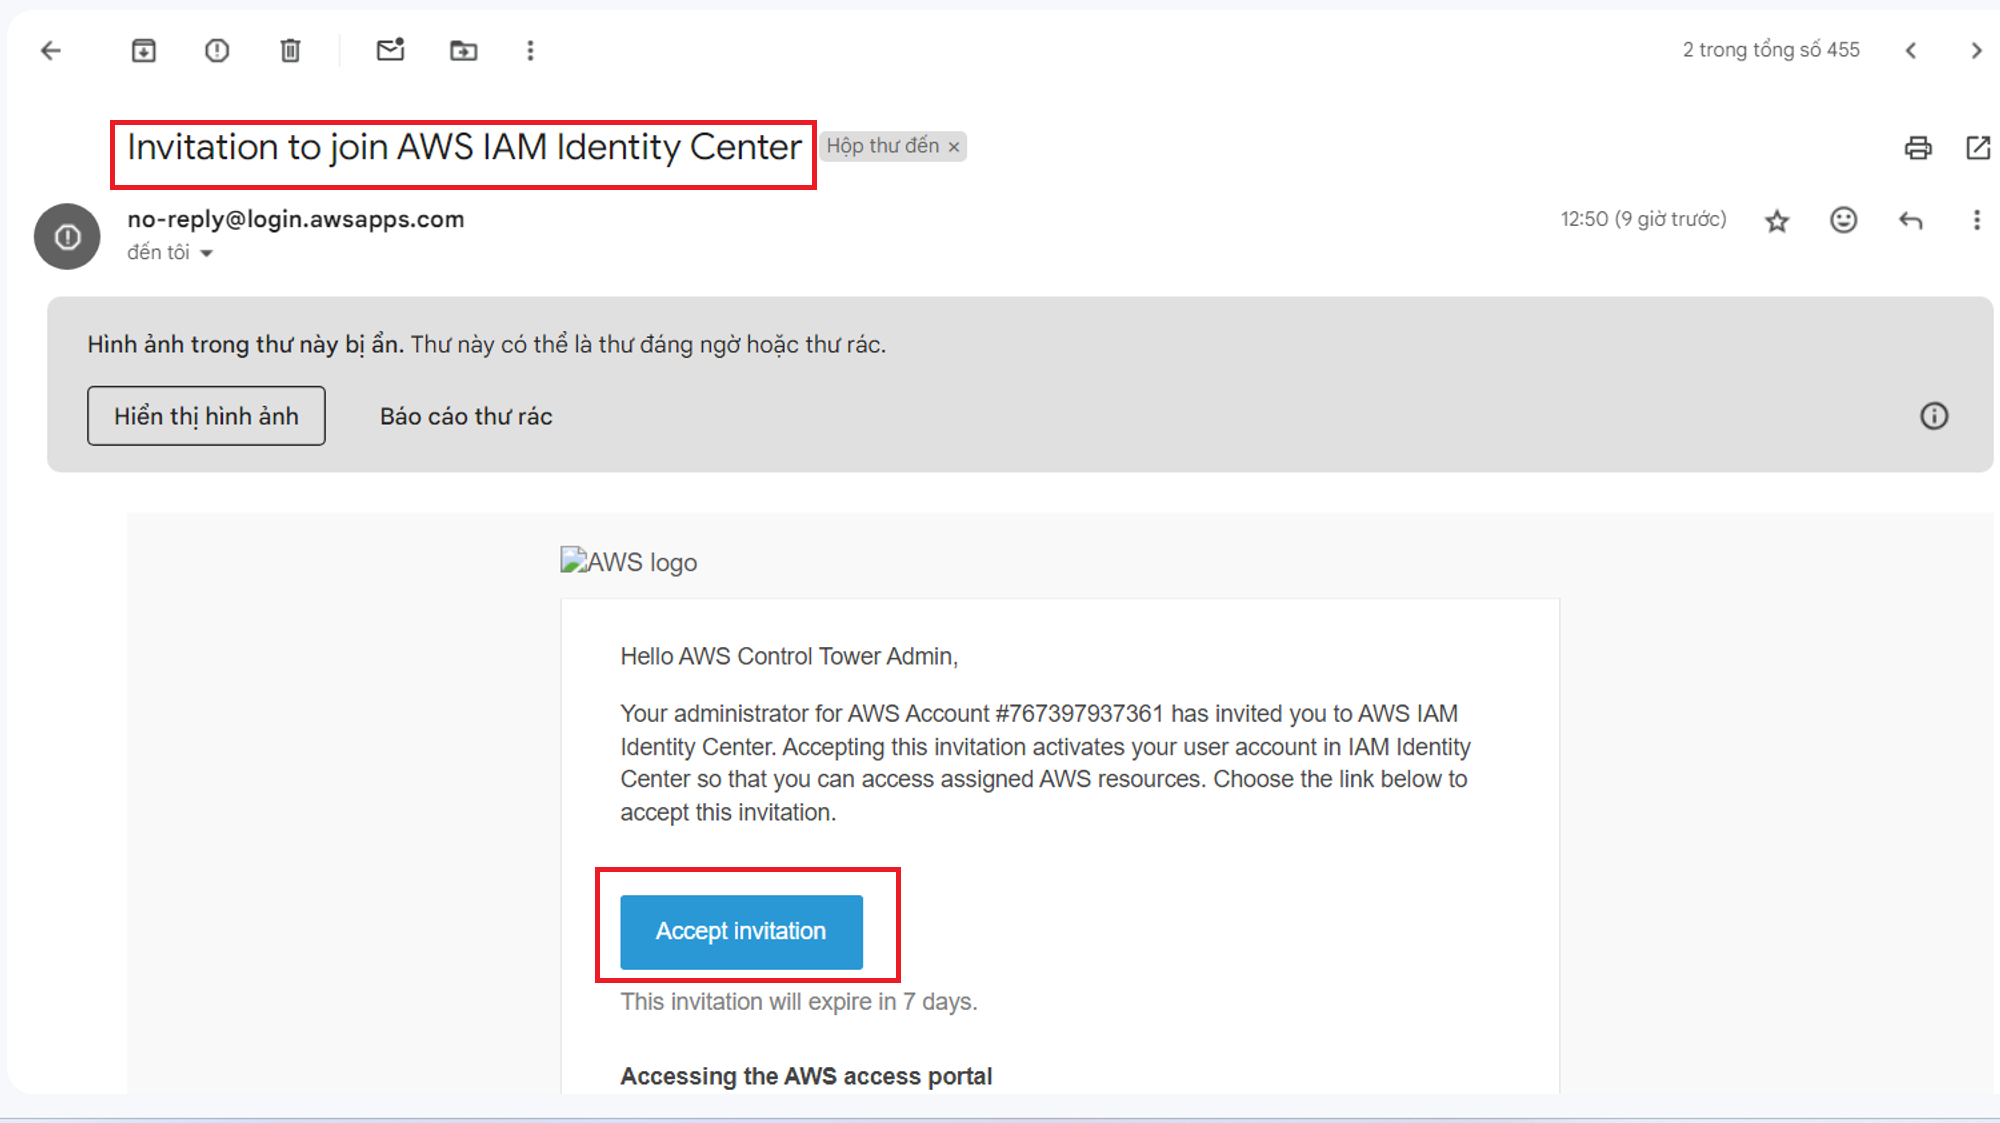 2 trong tổng số 455
Invitation to join AWS IAM Identity Center
Hộp thư đến ×
no-reply@login.awsapps.com
12:50 (9 giờ trước)
đến tôi
Hình ảnh trong thư này bị ẩn. Thư này có thể là thư đáng ngờ hoặc thư rác.
Hiển thị hình ảnh
Báo cáo thư rác
AWS logo
Hello AWS Control Tower Admin,
Your administrator for AWS Account #767397937361 has invited you to AWS IAM
Identity Center. Accepting this invitation activates your user account in IAM Identity
Center so that you can access assigned AWS resources. Choose the link below to
accept this invitation.
Accept invitation
This invitation will expire in 7 days.
Accessing the AWS access portal